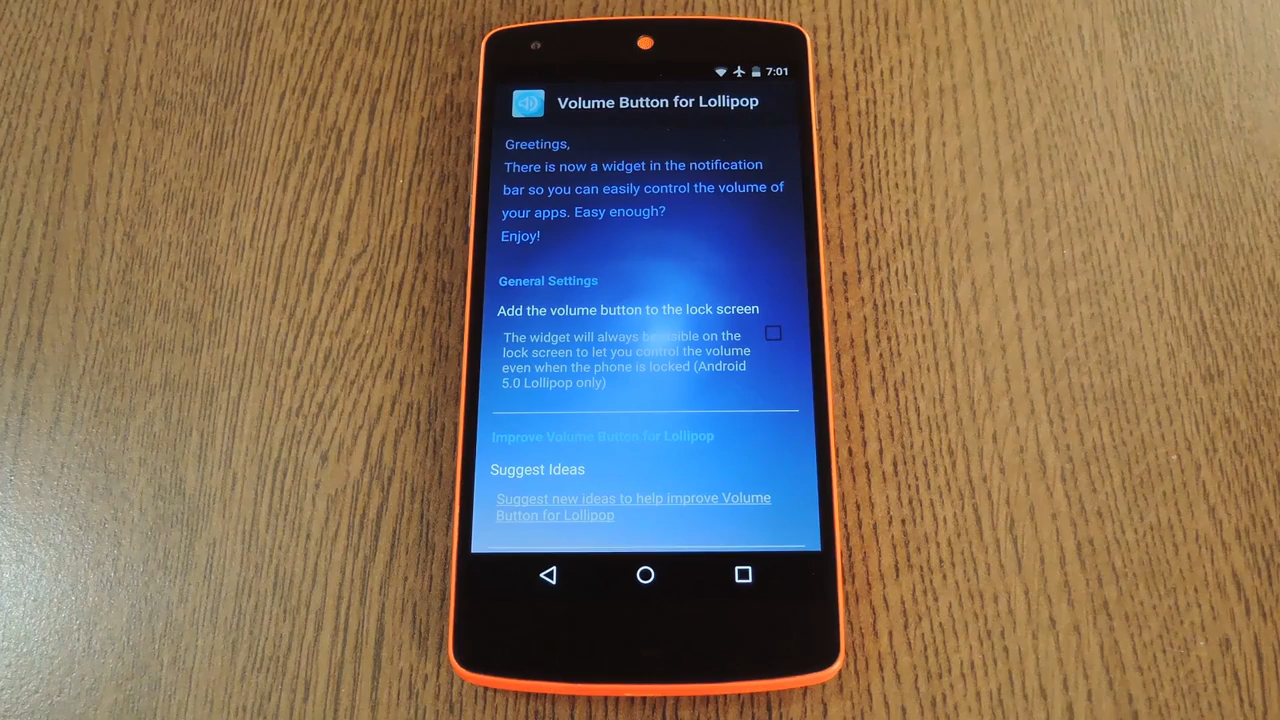 7:01
Volume Button for Lollipop
Greetings,
There is now a widget in the notification
bar so you can easily control the volume of
your apps. Easy enough?
Enjoy!
General Settings
Add the volume button to the lock screen
The widget will always be visible on the
lock screen to let you control the volume
even when the phone is locked (Android
5.0 Lollipop only)
Improve Volume Button for Lollipop
Suggest Ideas
Suggest new ideas to help improve Volume
Button for Lollipop